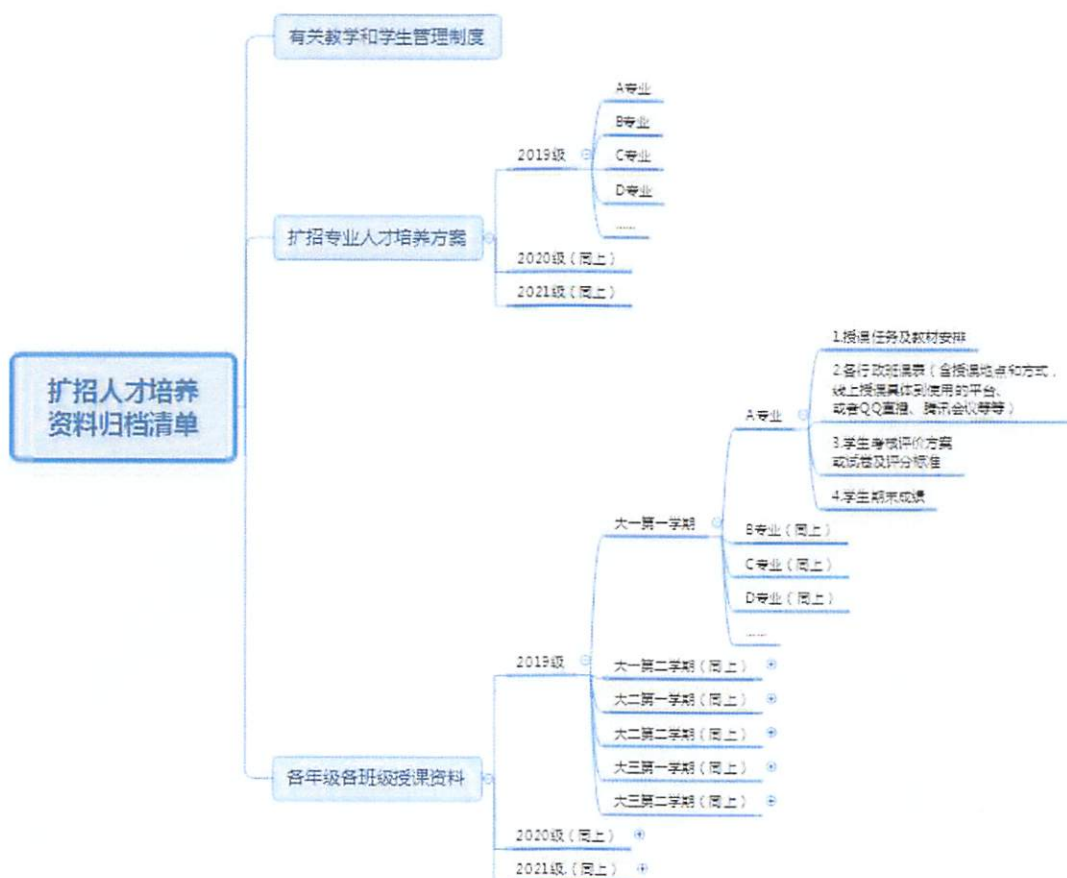 有关教学和学生管理制度
A专业
B专业
2019级
C专业
D专业
......
扩招专业人才培养方案
2020级（同上）
2021级（同上）
1.授课任务及教材安排
2.各行政班课表（含授课地点和方式，
线上授课具体到使用的平台、
或者QQ直播、腾讯会议等等）
A专业
3.学生考核评价方案
或试卷及评分标准
4.学生期末成绩
扩招人才培养
资料归档清单
大一第一学期
B专业（同上）
C专业（同上）
D专业（同上）
......
2019级
大一第二学期（同上）
大二第一学期（同上）
大二第二学期（同上）
大三第一学期（同上）
大三第二学期（同上）
各年级各班级授课资料
2020级（同上）
2021级.（同上）